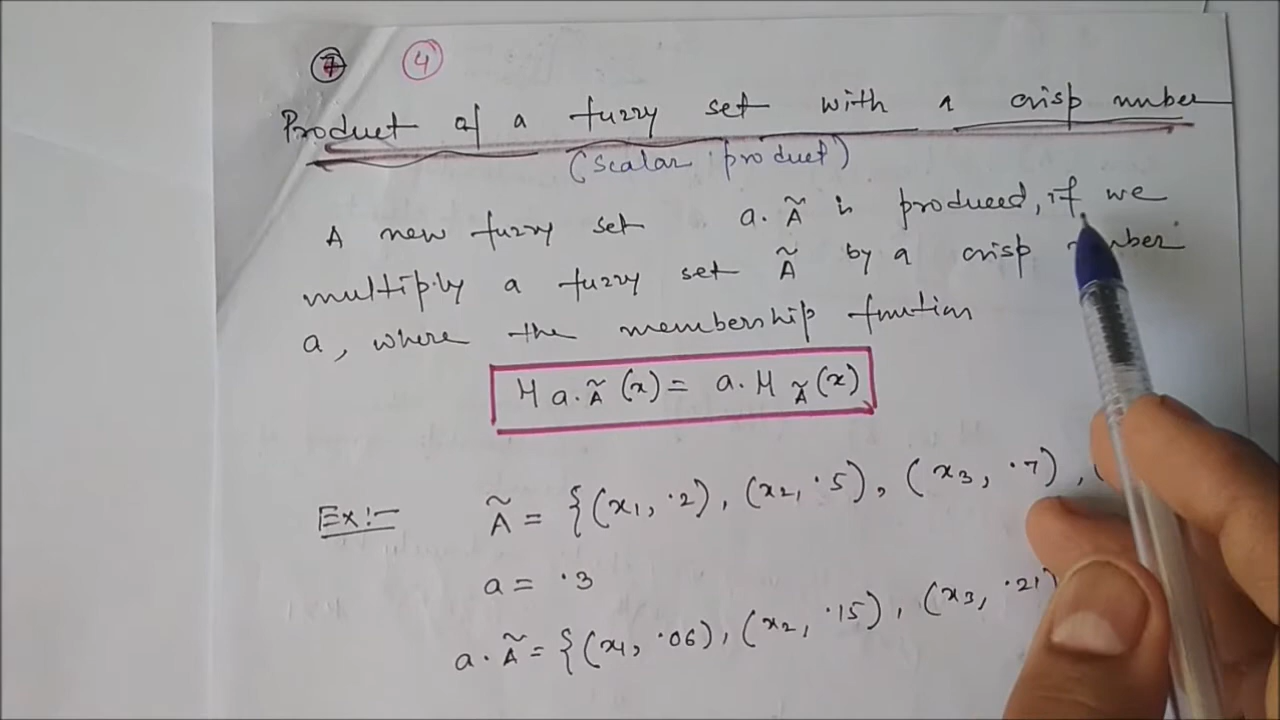 7 4
Product of a fuzzy set with a crisp number
(scalar product)
A new fuzzy set a.Ã is produced, if we
multiply a fuzzy set Ã by a crisp number
a, where the membership function
μ a.Ã (x) = a.μ Ã (x)
Ex:- Ã = {(x₁, .2), (x₂, .5), (x₃, .7), (
a = .3
a.Ã = {(x₁, .06), (x₂, .15), (x₃, .21)